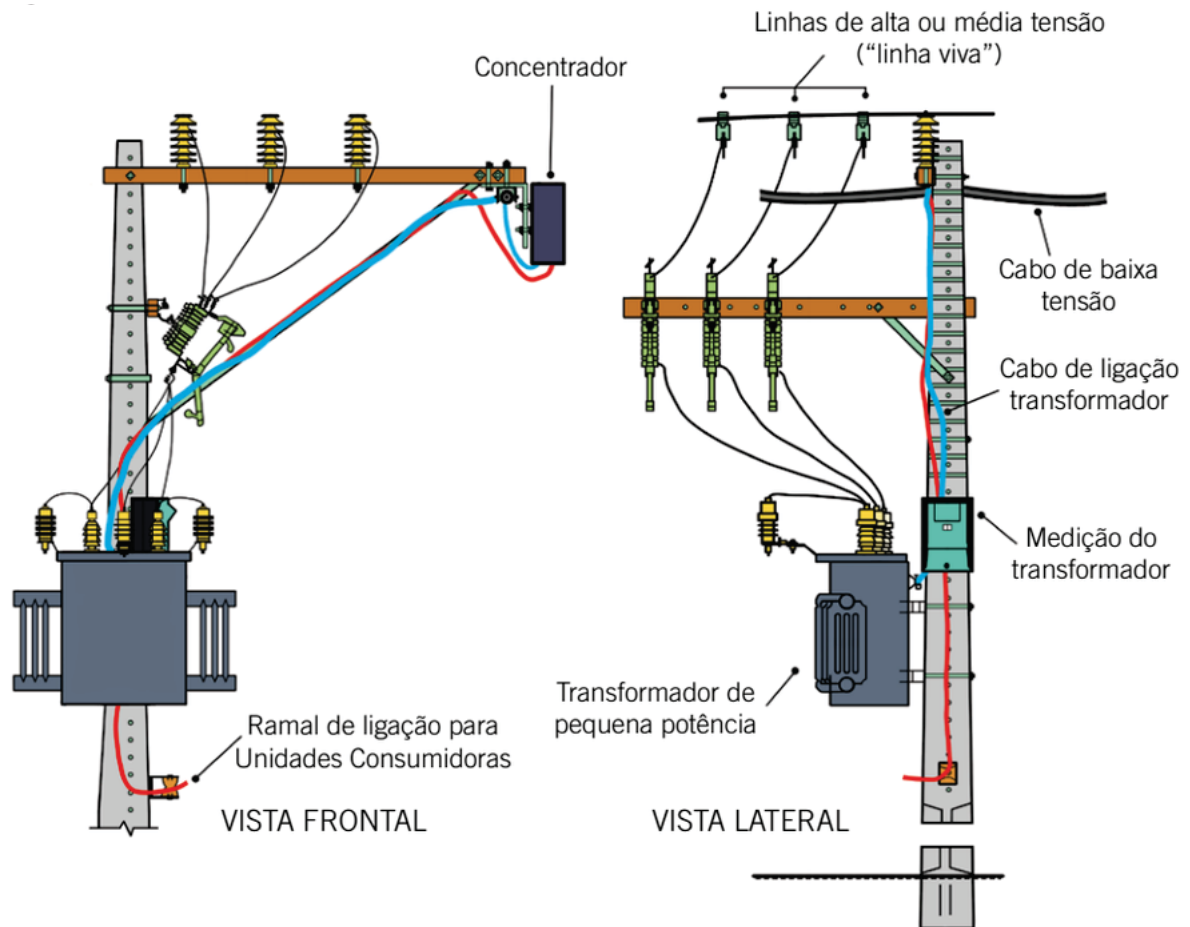 Linhas de alta ou média tensão
(“linha viva”)
Concentrador
Cabo de baixa
tensão
Cabo de ligação
transformador
Medição do
transformador
Transformador de
pequena potência
Ramal de ligação para
Unidades Consumidoras
VISTA FRONTAL
VISTA LATERAL